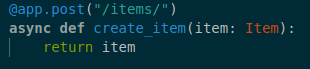 @app.post("/items/")
async def create_item(item: Item):
    return item